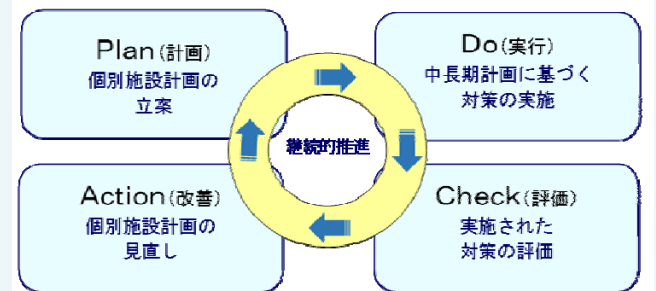 Plan(計画)
個別施設計画の
立案
Do(実行)
中長期計画に基づく
対策の実施
継続的推進
Action(改善)
個別施設計画の
見直し
Check(評価)
実施された
対策の評価